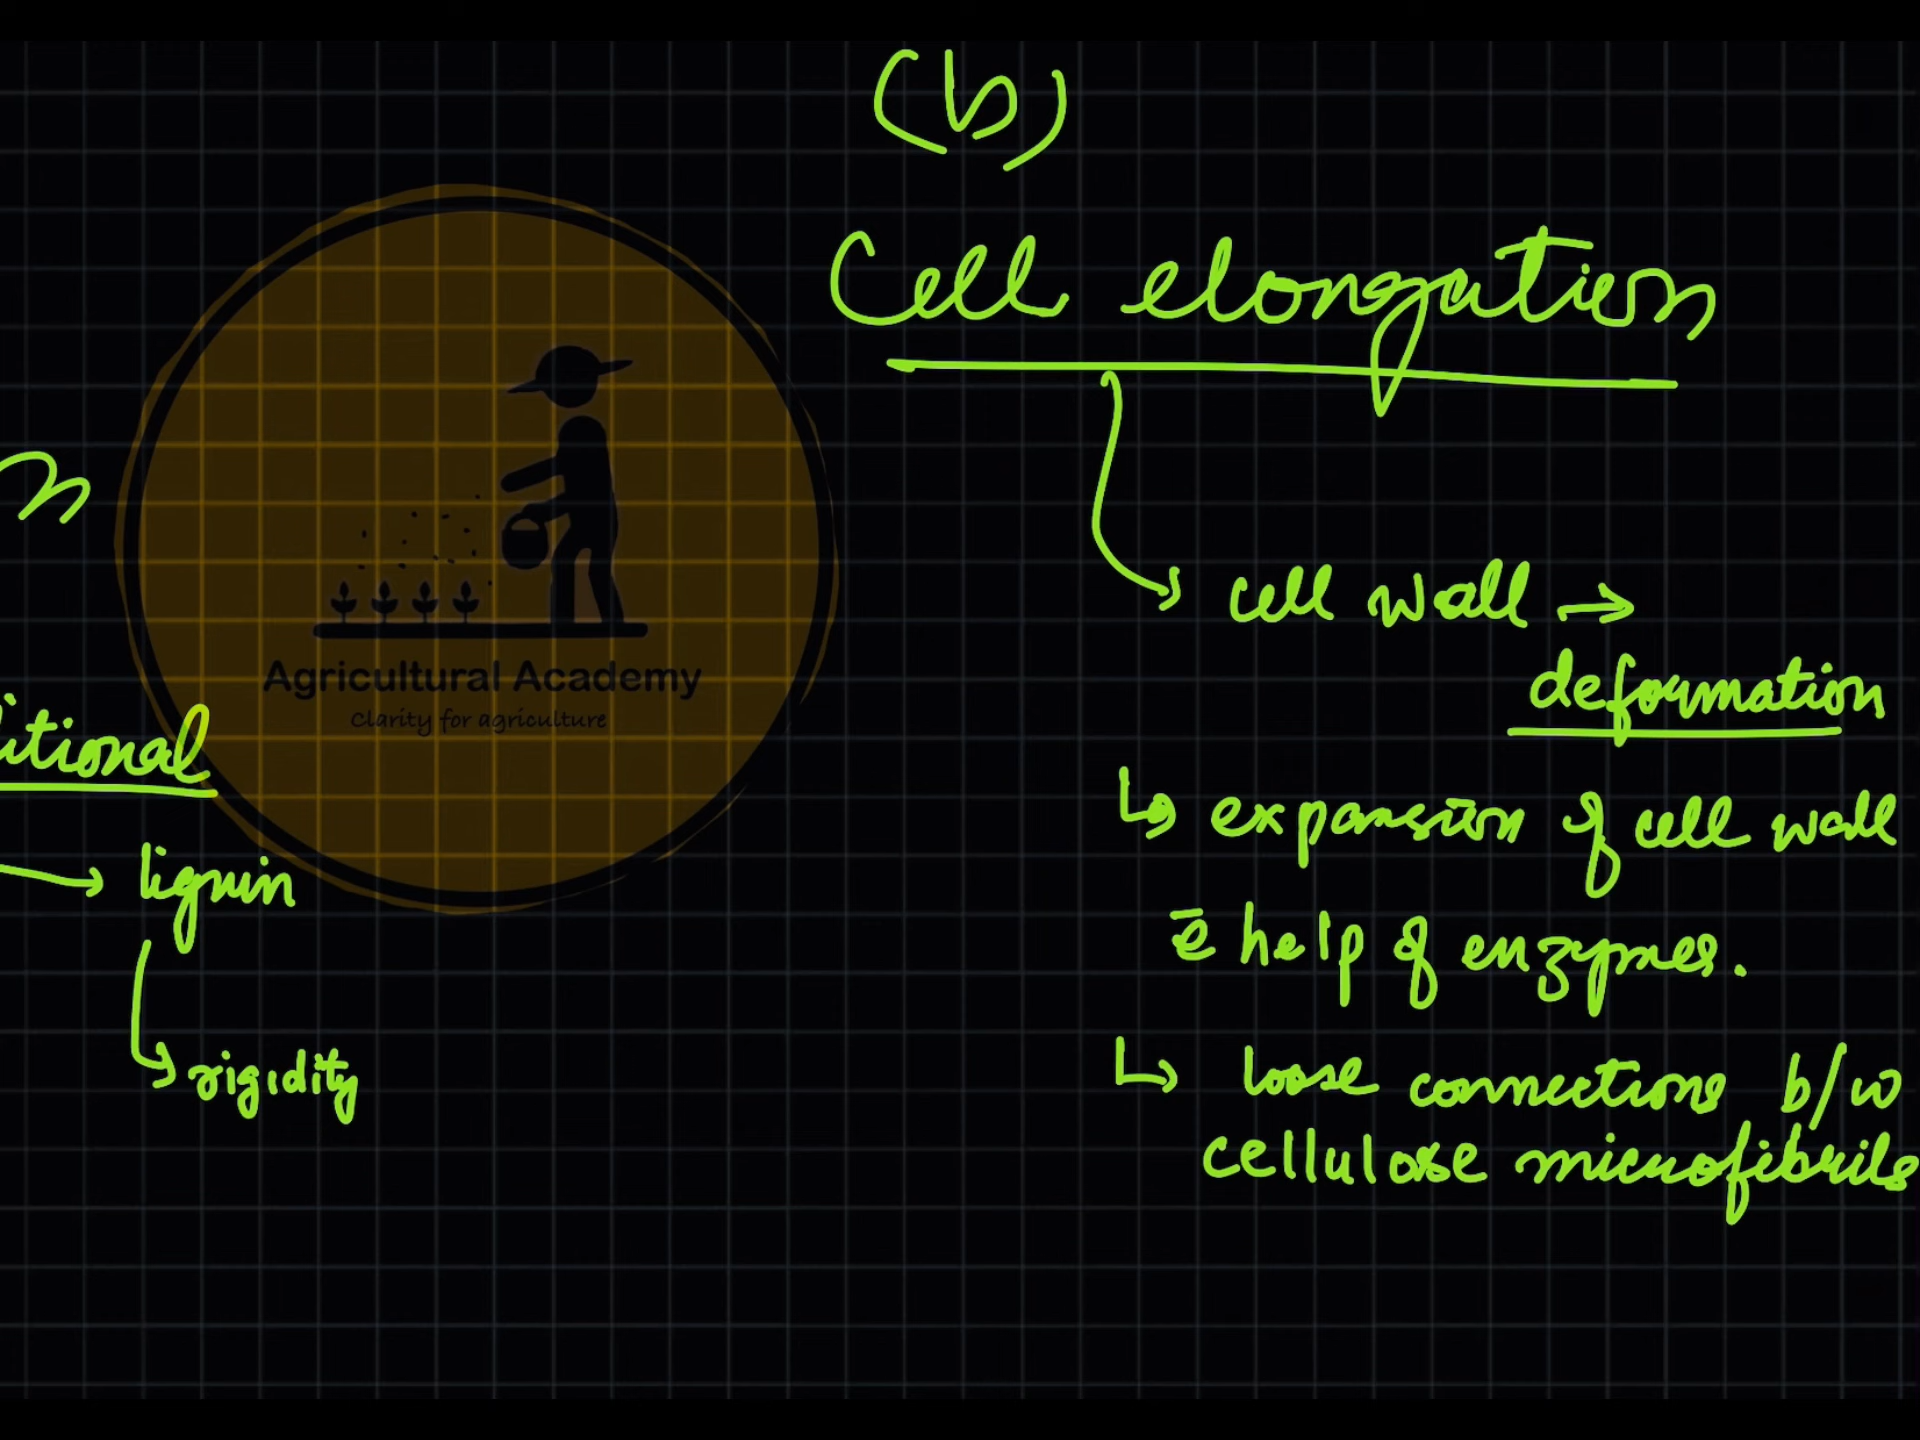 (b)
Cell elongation
cell wall →
deformation
↳ expansion of cell wall
ē help of enzymes.
↳ loose connections b/w
cellulose microfibrils
n
itional
→ lignin
↳ rigidity
Agricultural Academy
Clarity for agriculture